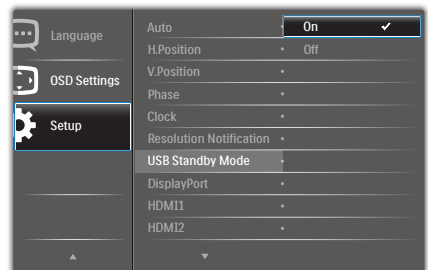 Language
OSD Settings
Setup
Auto
H.Position
V.Position
Phase
Clock
Resolution Notification
USB Standby Mode
DisplayPort
HDMI1
HDMI2
On
Off